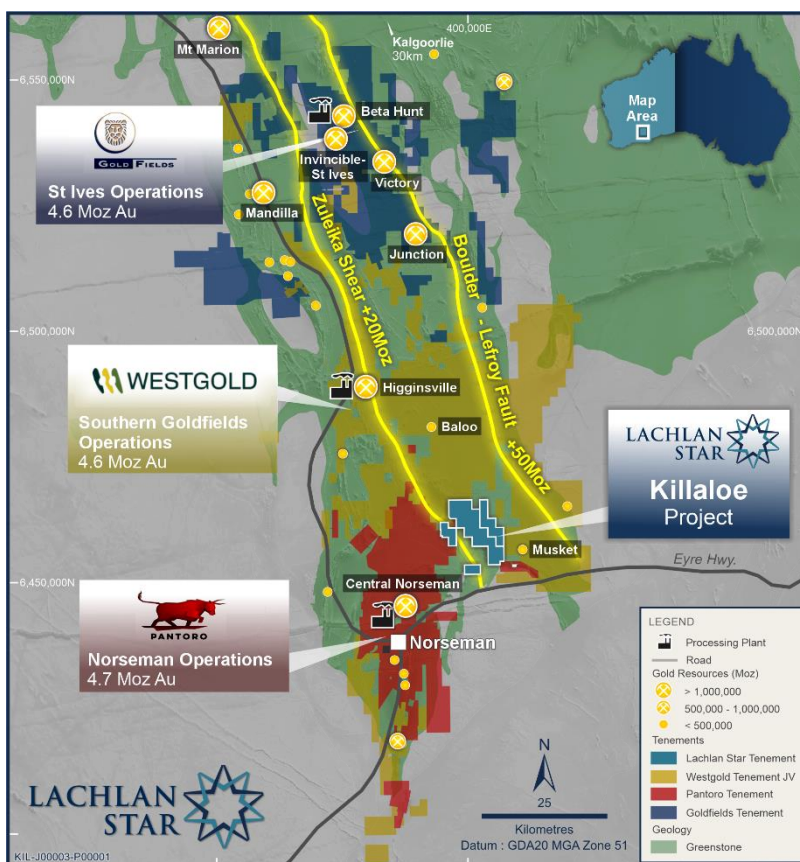 400,000E
Kalgoorlie
30km
Mt Marion
6,550,000N
Map
Area
Beta Hunt
GOLD FIELDS
St Ives Operations
4.6 Moz Au
Invincible-
St Ives
Victory
Mandilla
Junction
Zuleika Shear +20Moz
Boulder - Lefroy Fault +50Moz
6,500,000N
6,500,000N
WESTGOLD
Southern Goldfields
Operations
4.6 Moz Au
Higginsville
Baloo
LACHLAN
STAR
Killaloe
Project
Musket
Eyre Hwy.
6,450,000N
Central Norseman
PANTORO
Norseman Operations
4.7 Moz Au
Norseman
LEGEND
Processing Plant
Road
Gold Resources (Moz)
> 1,000,000
500,000 - 1,000,000
< 500,000
Tenements
Lachlan Star Tenement
Westgold Tenement JV
Pantoro Tenement
Goldfields Tenement
Geology
Greenstone
N
25
Kilometres
Datum : GDA20 MGA Zone 51
LACHLAN
STAR
KIL-J00003-P00001